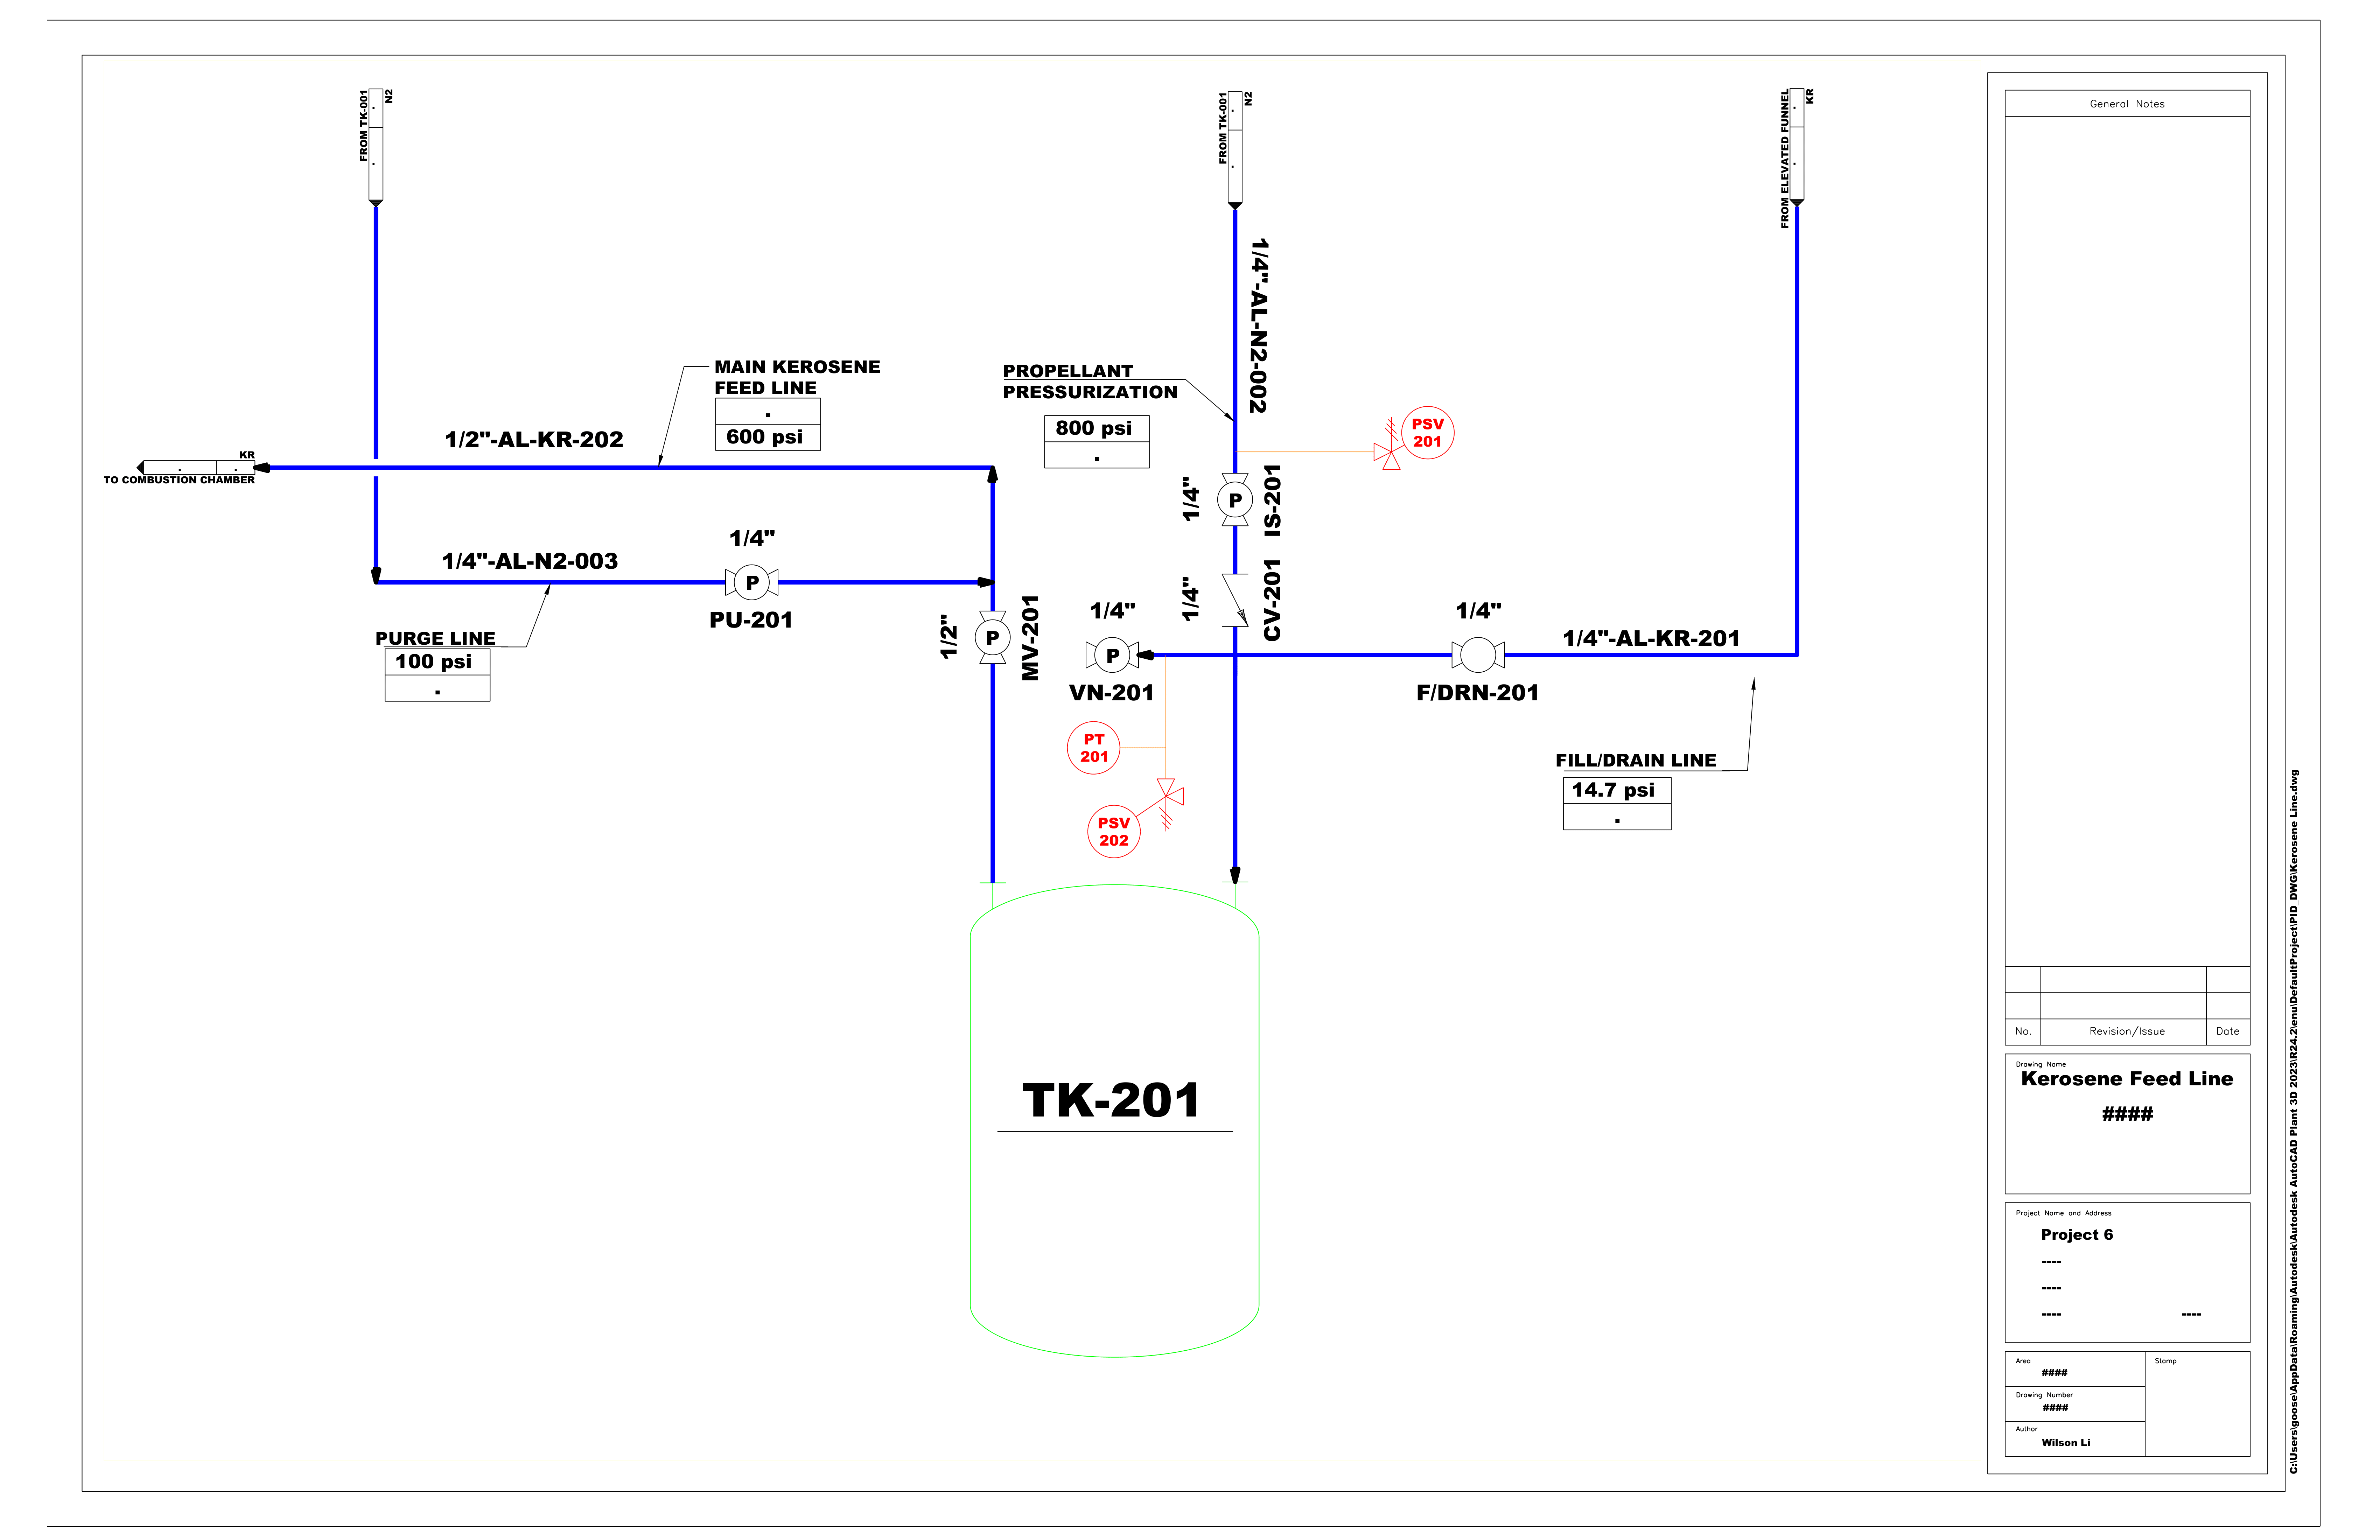 FROM TK-001
N2
FROM TK-001
N2
FROM ELEVATED FUNNEL
KR
1/4"-AL-N2-002
MAIN KEROSENE
FEED LINE
.
600 psi
PROPELLANT
PRESSURIZATION
800 psi
.
PSV
201
1/2"-AL-KR-202
KR
TO COMBUSTION CHAMBER
1/4"
IS-201
1/4"-AL-N2-003
1/4"
PU-201
P
P
1/4"
CV-201
PURGE LINE
100 psi
.
1/2"
P
MV-201
1/4"
P
VN-201
1/4"
F/DRN-201
1/4"-AL-KR-201
PT
201
PSV
202
FILL/DRAIN LINE
14.7 psi
.
TK-201
General Notes
No.
Revision/Issue
Date
Drawing Name
Kerosene Feed Line
####
Project Name and Address
Project 6
----
----
----
----
Area
####
Stamp
Drawing Number
####
Author
Wilson Li
C:\Users\goose\AppData\Roaming\Autodesk\Autodesk AutoCAD Plant 3D 2023\R24.2\enu\DefaultProject\PID_DWG\Kerosene Line.dwg